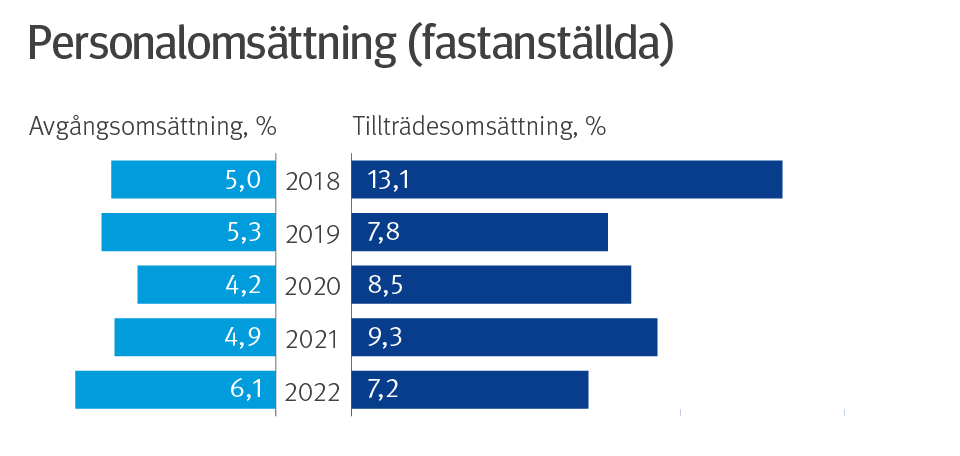 Personalomsättning (fastanställda)
Avgångsomsättning, % Tillträdesomsättning, %
5,0 2018 13,1
5,3 2019 7,8
4,2 2020 8,5
4,9 2021 9,3
6,1 2022 7,2